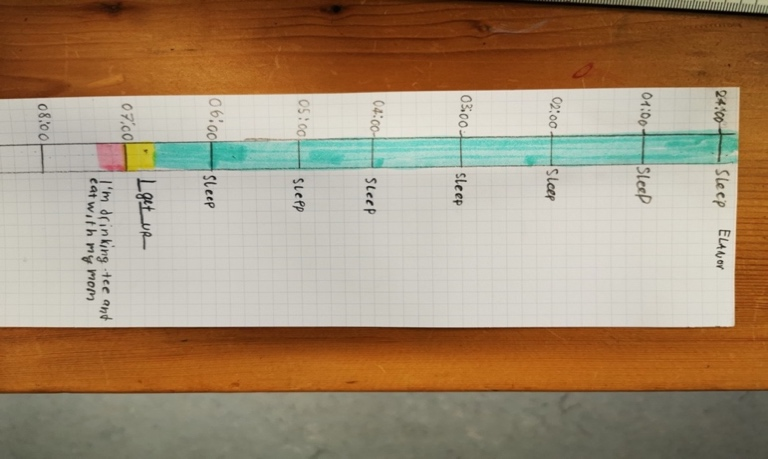 ELANOR
24:00 Sleep
01:00 Sleep
02:00 Sleep
03:00 Sleep
04:00 Sleep
05:00 Sleep
06:00 Sleep
I get up
07:00
I'm drinking tee and
eat with my mom
08:00